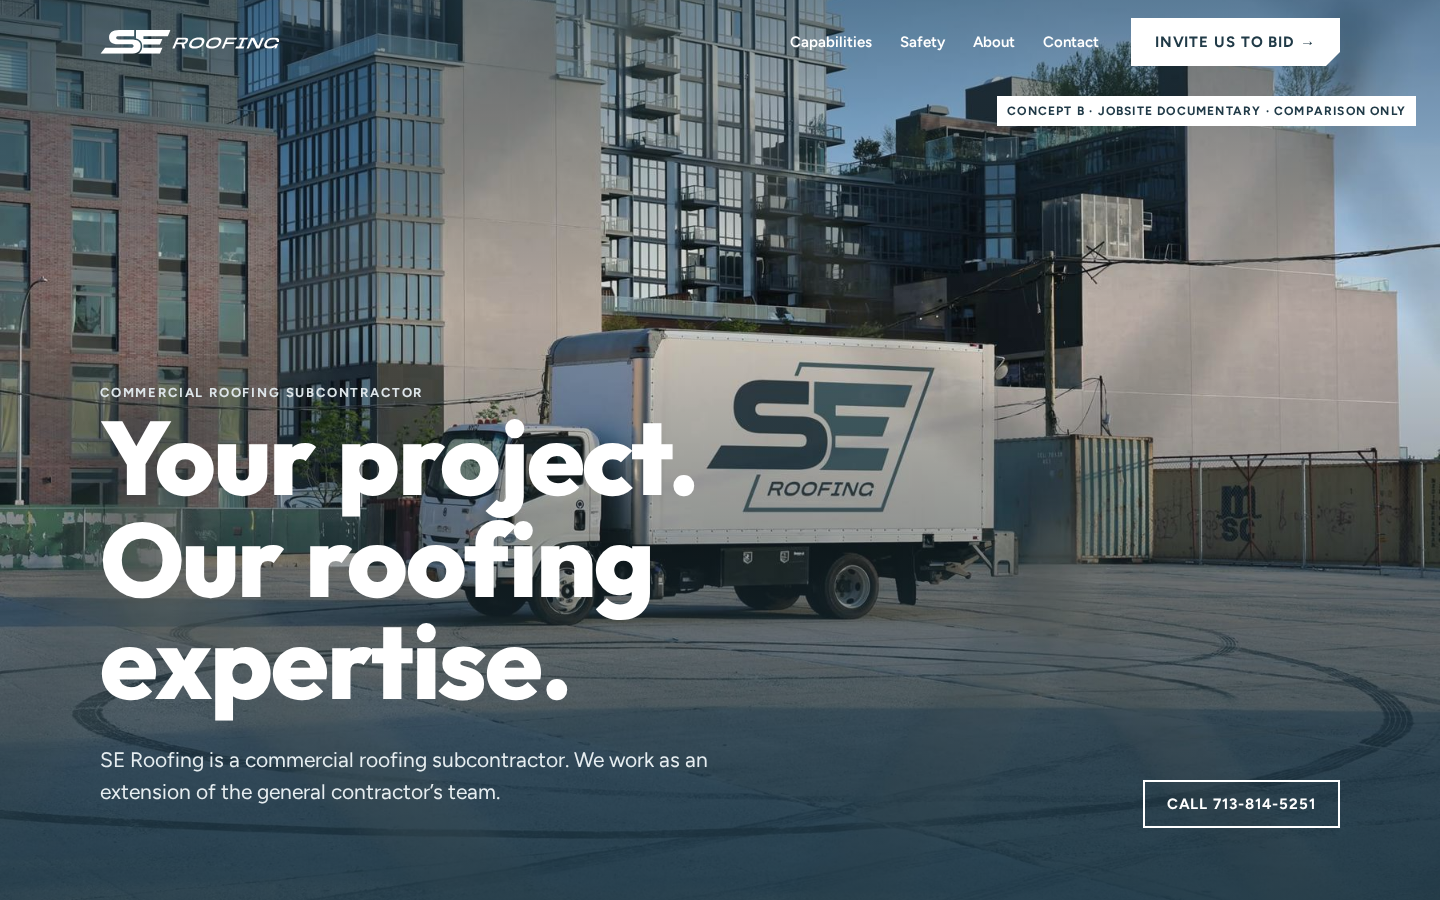 SE ROOFING
Capabilities
Safety
About
Contact
INVITE US TO BID →
CONCEPT B · JOBSITE DOCUMENTARY · COMPARISON ONLY
COMMERCIAL ROOFING SUBCONTRACTOR
Your project.
Our roofing
expertise.
SE
ROOFING
msc
SE Roofing is a commercial roofing subcontractor. We work as an
extension of the general contractor’s team.
CALL 713-814-5251